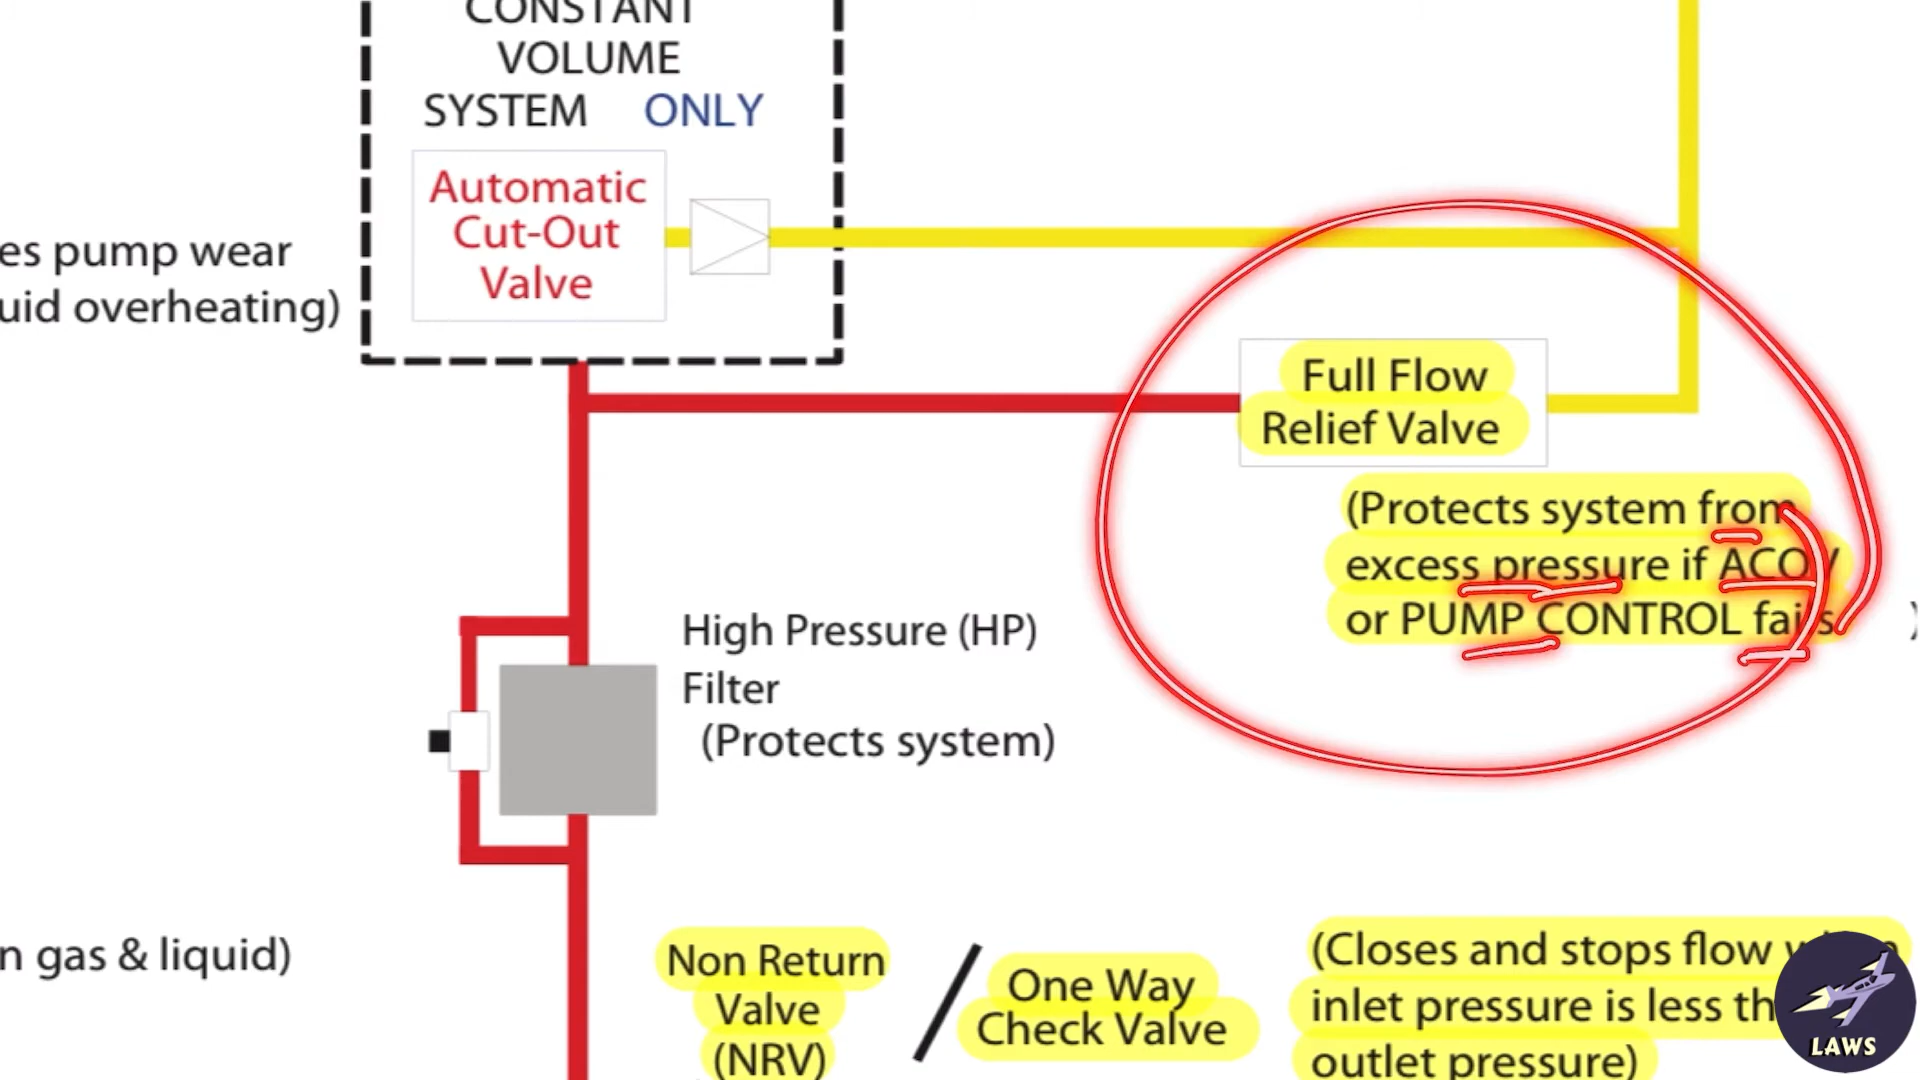 CONSTANT
VOLUME
SYSTEM ONLY
Automatic
Cut-Out
Valve
es pump wear
uid overheating)
Full Flow
Relief Valve
(Protects system from
excess pressure if ACOV
or PUMP CONTROL fails )
High Pressure (HP)
Filter
(Protects system)
n gas & liquid)
Non Return
Valve
(NRV)
/
One Way
Check Valve
(Closes and stops flow
inlet pressure is less th
outlet pressure)
LAWS